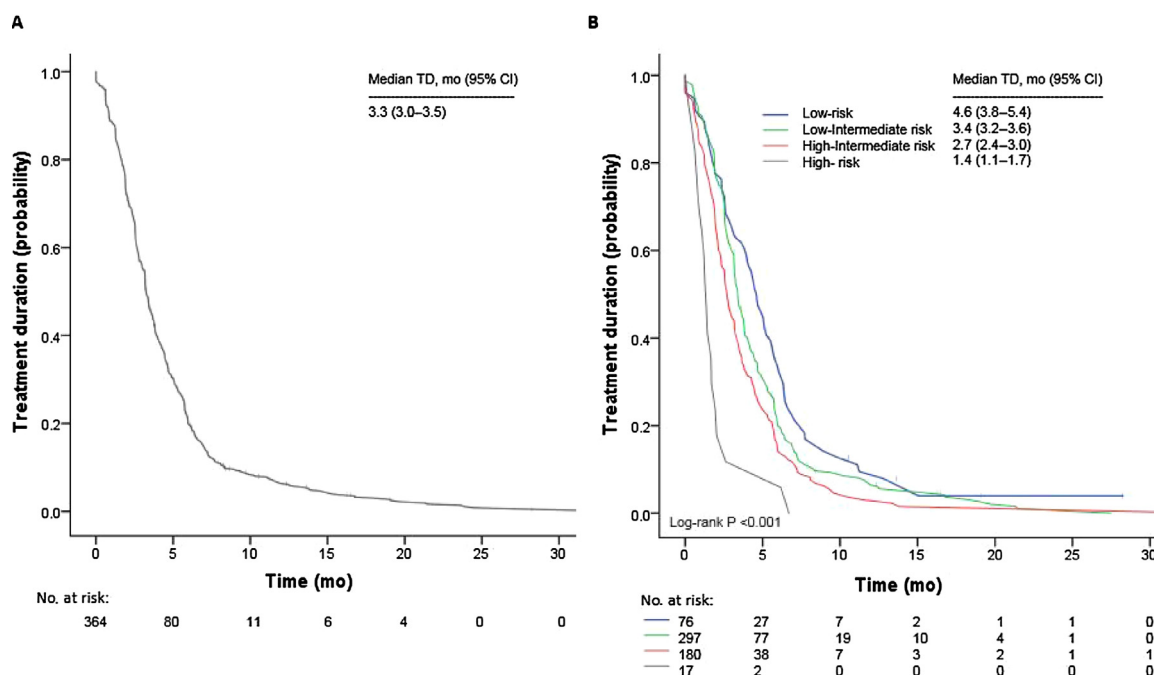 A
Median TD, mo (95% CI)
3.3 (3.0–3.5)
Treatment duration (probability)
1.0
0.8
0.6
0.4
0.2
0.0
0 5 10 15 20 25 30
Time (mo)
No. at risk:
364 80 11 6 4 0 0
B
Median TD, mo (95% CI)
Low-risk 4.6 (3.8–5.4)
Low-Intermediate risk 3.4 (3.2–3.6)
High-Intermediate risk 2.7 (2.4–3.0)
High- risk 1.4 (1.1–1.7)
Treatment duration (probability)
1.0
0.8
0.6
0.4
0.2
0.0
Log-rank P <0.001
0 5 10 15 20 25 30
Time (mo)
No. at risk:
76 27 7 2 1 1 0
297 77 19 10 4 1 0
180 38 7 3 2 1 1
17 2 0 0 0 0 0